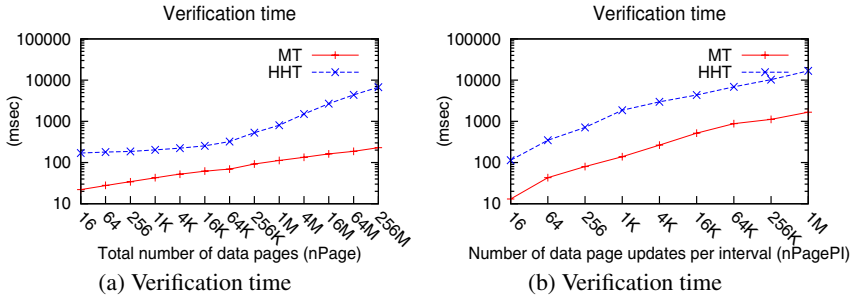 Verification time
100000
10000
1000
100
10
(msec)
MT
HHT
16
64
256
1K
4K
16K
64K
256K
1M
4M
16M
64M
256M
Total number of data pages (nPage)
(a) Verification time
Verification time
100000
10000
1000
100
10
(msec)
MT
HHT
16
64
256
1K
4K
16K
64K
256K
1M
Number of data page updates per interval (nPagePI)
(b) Verification time